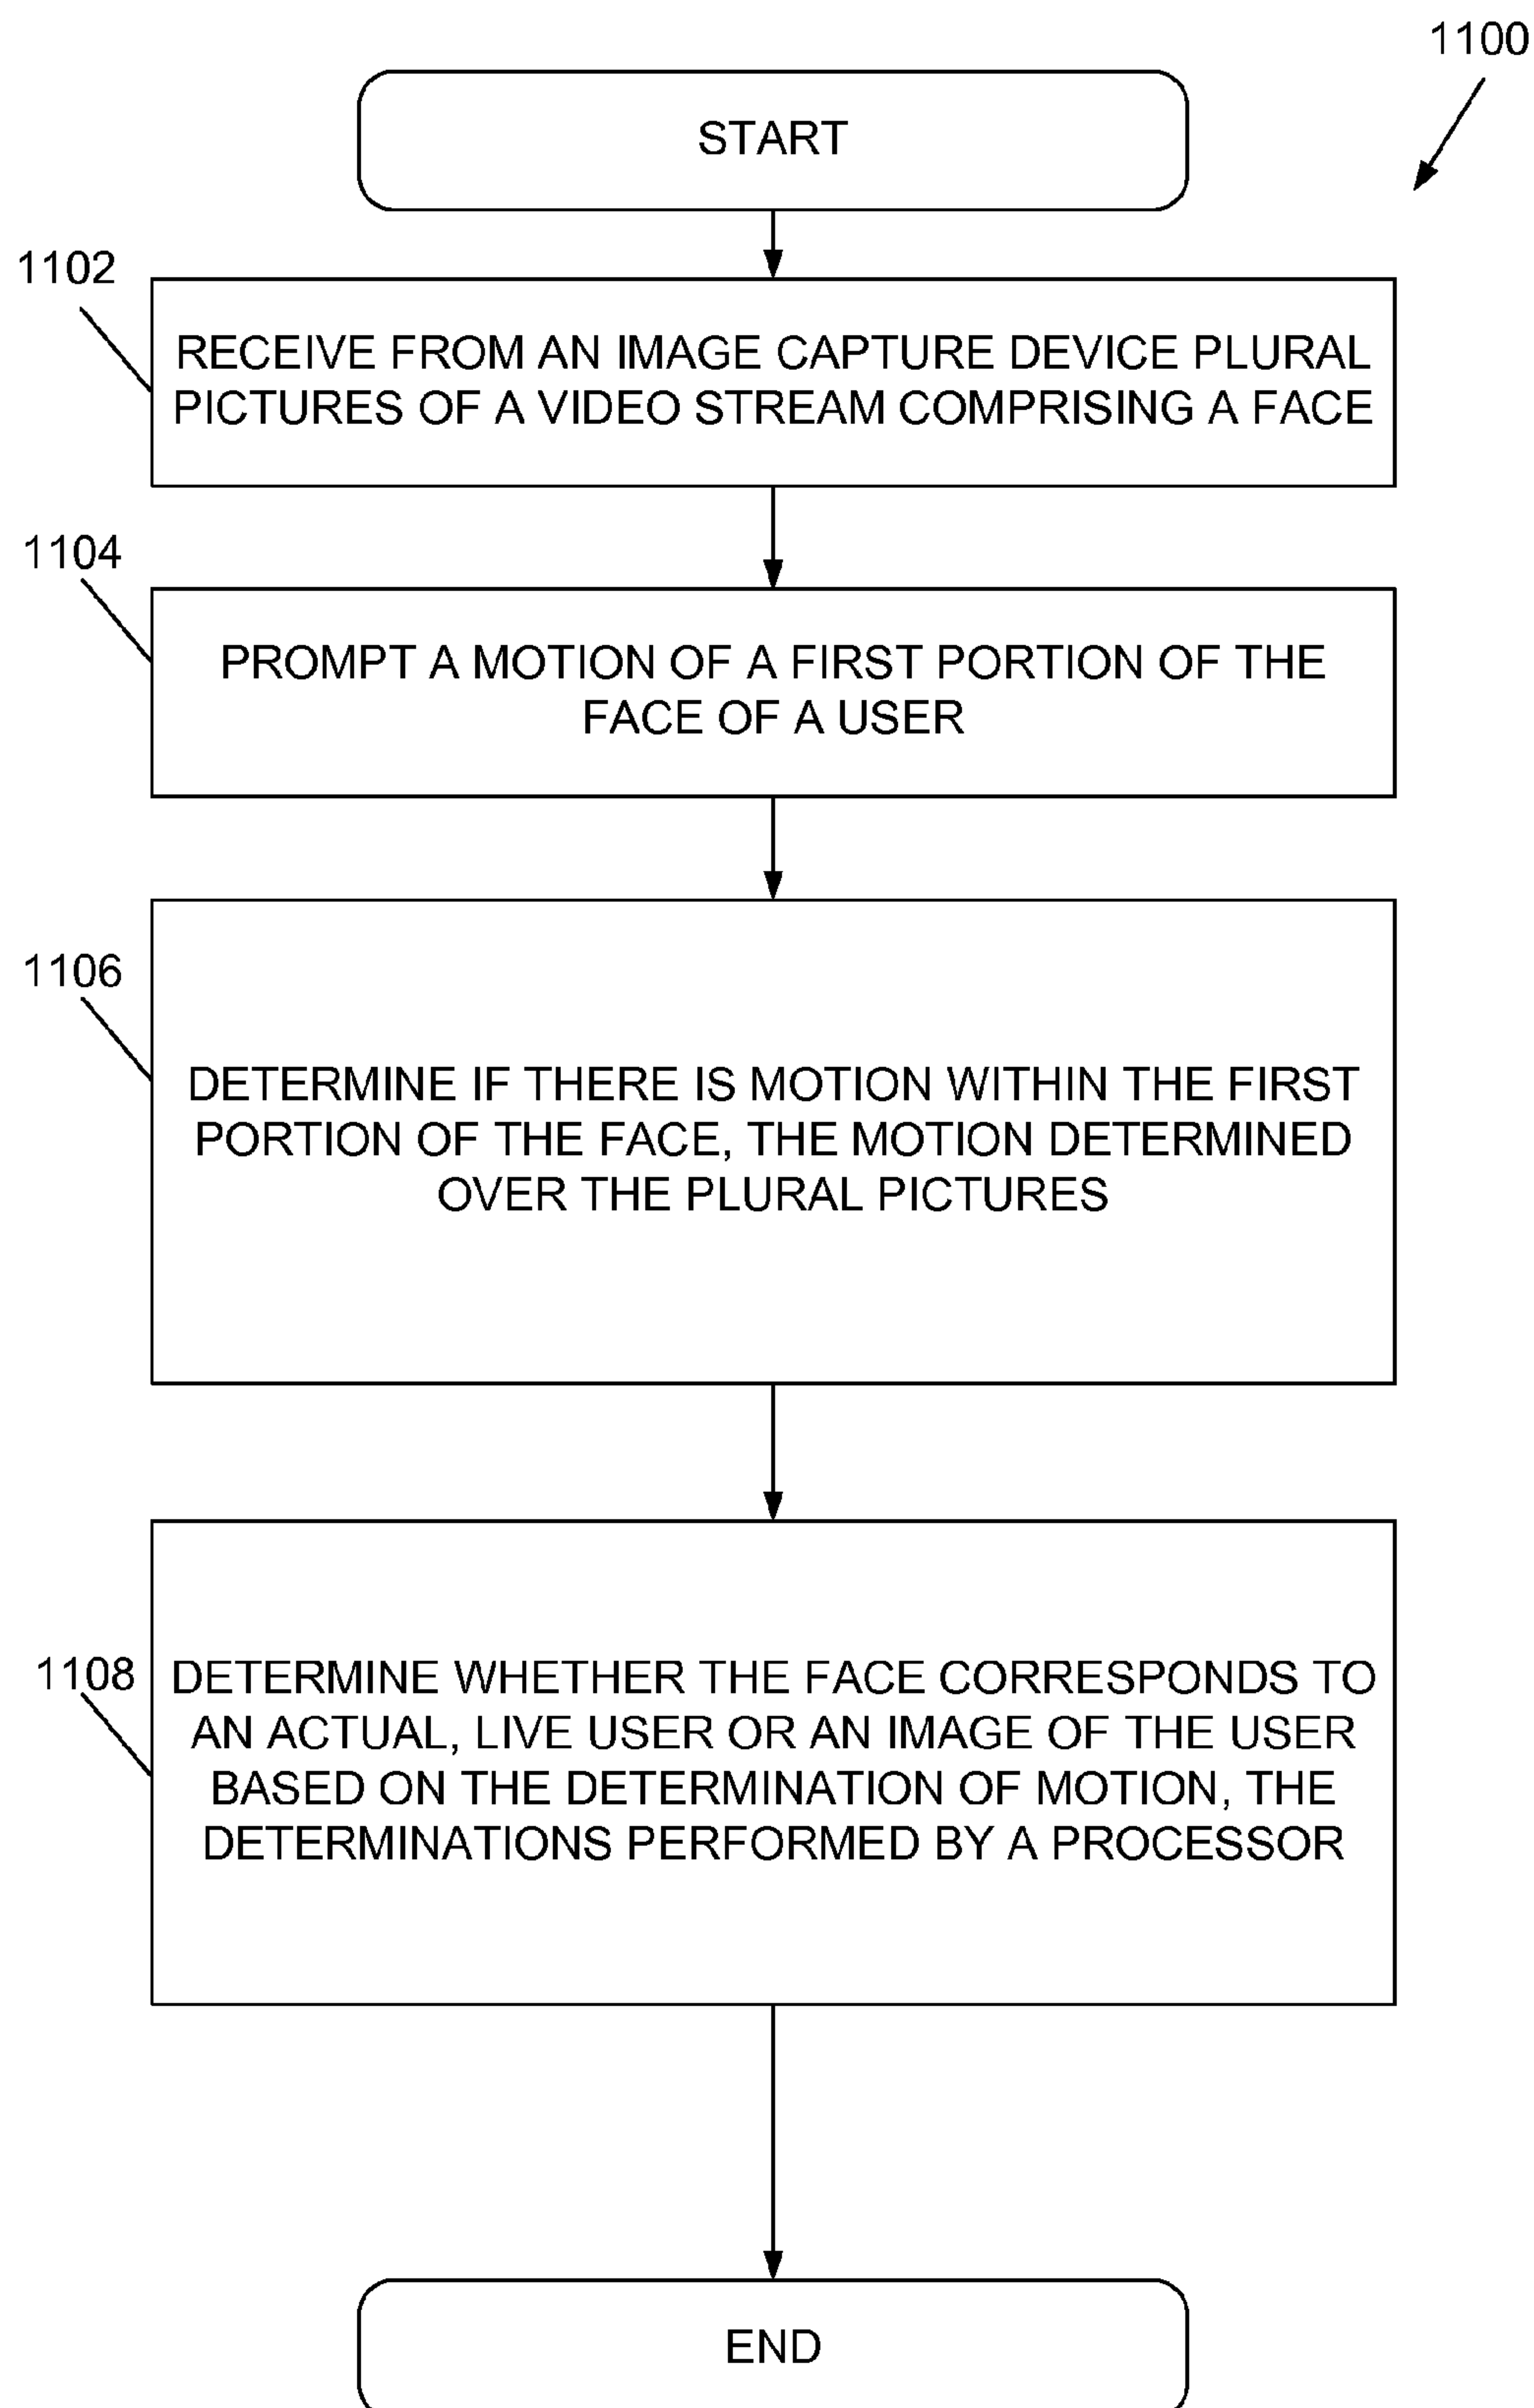 1100
START
1102
RECEIVE FROM AN IMAGE CAPTURE DEVICE PLURAL
PICTURES OF A VIDEO STREAM COMPRISING A FACE
1104
PROMPT A MOTION OF A FIRST PORTION OF THE
FACE OF A USER
1106
DETERMINE IF THERE IS MOTION WITHIN THE FIRST
PORTION OF THE FACE, THE MOTION DETERMINED
OVER THE PLURAL PICTURES
1108
DETERMINE WHETHER THE FACE CORRESPONDS TO
AN ACTUAL, LIVE USER OR AN IMAGE OF THE USER
BASED ON THE DETERMINATION OF MOTION, THE
DETERMINATIONS PERFORMED BY A PROCESSOR
END